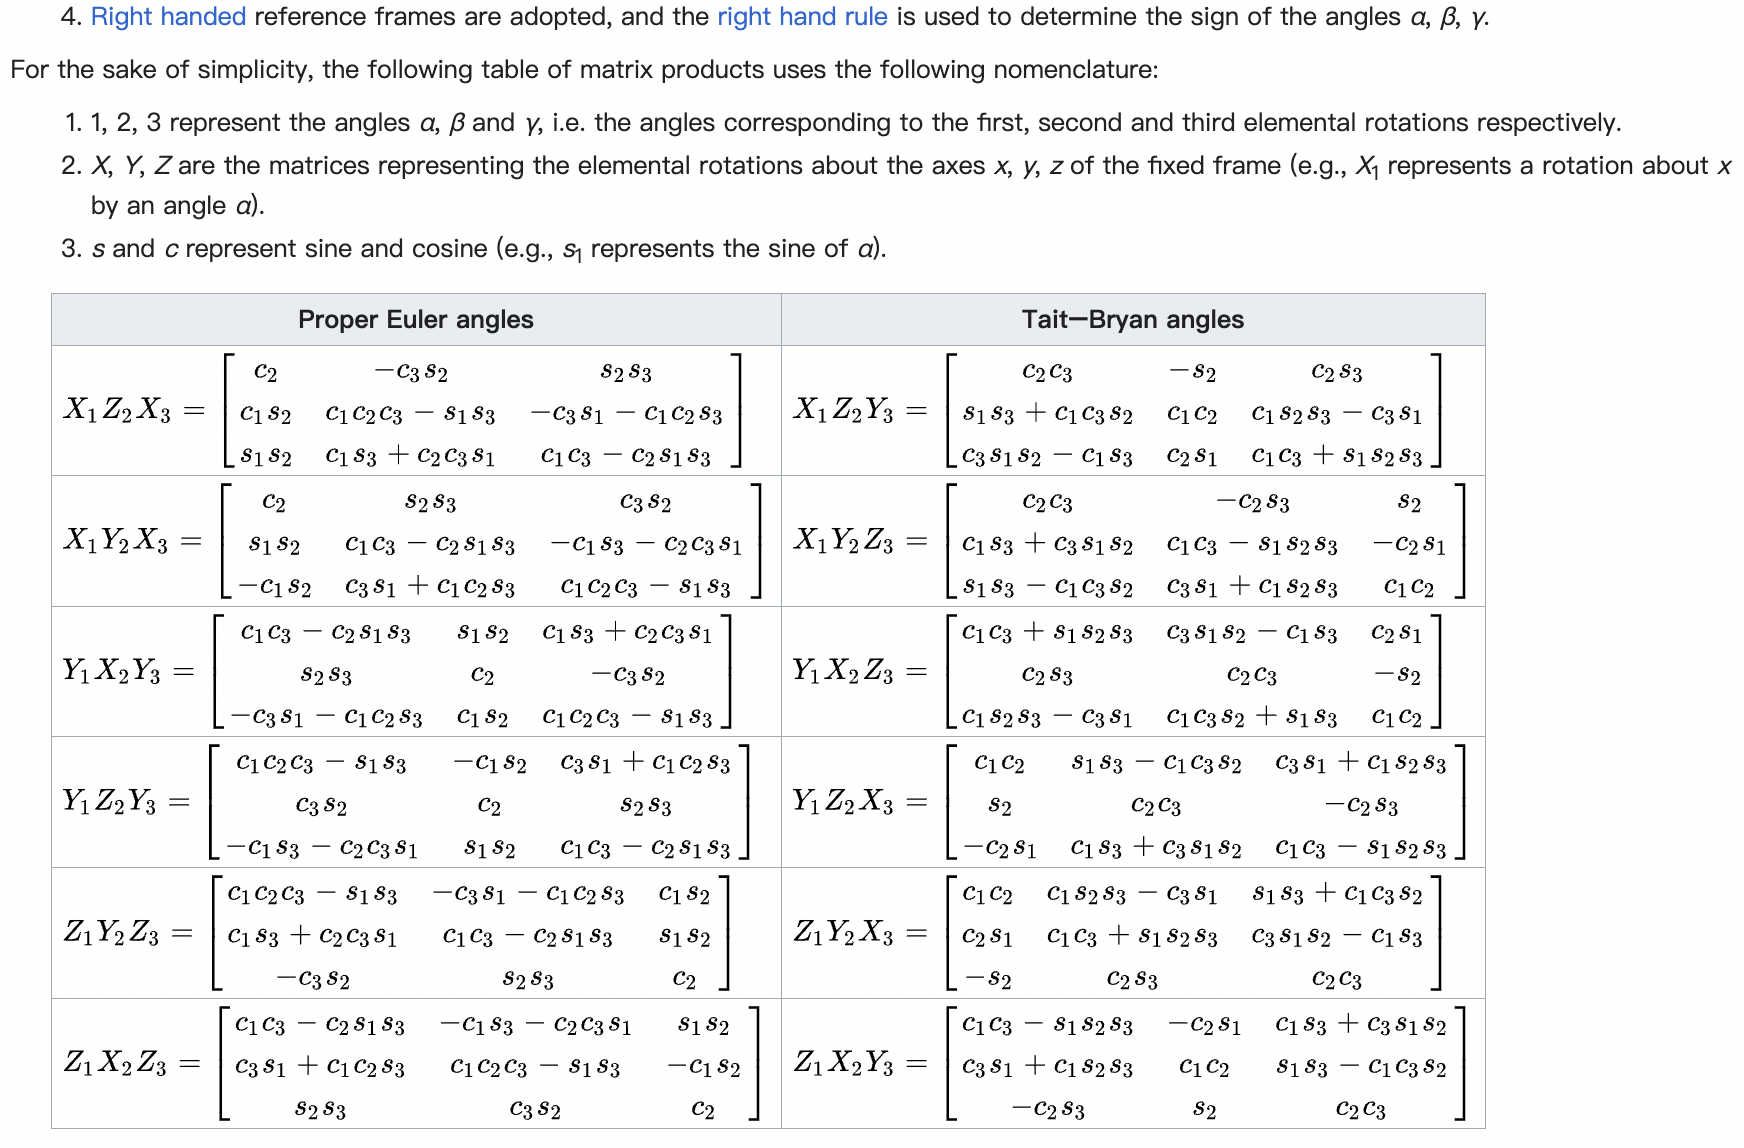 4. Right handed reference frames are adopted, and the right hand rule is used to determine the sign of the angles α, β, γ.
For the sake of simplicity, the following table of matrix products uses the following nomenclature:
1. 1, 2, 3 represent the angles α, β and γ, i.e. the angles corresponding to the first, second and third elemental rotations respectively.
2. X, Y, Z are the matrices representing the elemental rotations about the axes x, y, z of the fixed frame (e.g., X₁ represents a rotation about x
by an angle α).
3. s and c represent sine and cosine (e.g., s₁ represents the sine of α).
Proper Euler angles
Tait–Bryan angles
c₂ −c₃s₂ s₂s₃
X₁Z₂X₃ = c₁s₂ c₁c₂c₃ − s₁s₃ −c₃s₁ − c₁c₂s₃
s₁s₂ c₁s₃ + c₂c₃s₁ c₁c₃ − c₂s₁s₃
c₂c₃ −s₂ c₂s₃
X₁Z₂Y₃ = s₁s₃ + c₁c₃s₂ c₁c₂ c₁s₂s₃ − c₃s₁
c₃s₁s₂ − c₁s₃ c₂s₁ c₁c₃ + s₁s₂s₃
c₂ s₂s₃ c₃s₂
X₁Y₂X₃ = s₁s₂ c₁c₃ − c₂s₁s₃ −c₁s₃ − c₂c₃s₁
−c₁s₂ c₃s₁ + c₁c₂s₃ c₁c₂c₃ − s₁s₃
c₂c₃ −c₂s₃ s₂
X₁Y₂Z₃ = c₁s₃ + c₃s₁s₂ c₁c₃ − s₁s₂s₃ −c₂s₁
s₁s₃ − c₁c₃s₂ c₃s₁ + c₁s₂s₃ c₁c₂
c₁c₃ − c₂s₁s₃ s₁s₂ c₁s₃ + c₂c₃s₁
Y₁X₂Y₃ = s₂s₃ c₂ −c₃s₂
−c₃s₁ − c₁c₂s₃ c₁s₂ c₁c₂c₃ − s₁s₃
c₁c₃ + s₁s₂s₃ c₃s₁s₂ − c₁s₃ c₂s₁
Y₁X₂Z₃ = c₂s₃ c₂c₃ −s₂
c₁s₂s₃ − c₃s₁ c₁c₃s₂ + s₁s₃ c₁c₂
c₁c₂c₃ − s₁s₃ −c₁s₂ c₃s₁ + c₁c₂s₃
Y₁Z₂Y₃ = c₃s₂ c₂ s₂s₃
−c₁s₃ − c₂c₃s₁ s₁s₂ c₁c₃ − c₂s₁s₃
c₁c₂ s₁s₃ − c₁c₃s₂ c₃s₁ + c₁s₂s₃
Y₁Z₂X₃ = s₂ c₂c₃ −c₂s₃
−c₂s₁ c₁s₃ + c₃s₁s₂ c₁c₃ − s₁s₂s₃
c₁c₂c₃ − s₁s₃ −c₃s₁ − c₁c₂s₃ c₁s₂
Z₁Y₂Z₃ = c₁s₃ + c₂c₃s₁ c₁c₃ − c₂s₁s₃ s₁s₂
−c₃s₂ s₂s₃ c₂
c₁c₂ c₁s₂s₃ − c₃s₁ s₁s₃ + c₁c₃s₂
Z₁Y₂X₃ = c₂s₁ c₁c₃ + s₁s₂s₃ c₃s₁s₂ − c₁s₃
−s₂ c₂s₃ c₂c₃
c₁c₃ − c₂s₁s₃ −c₁s₃ − c₂c₃s₁ s₁s₂
Z₁X₂Z₃ = c₃s₁ + c₁c₂s₃ c₁c₂c₃ − s₁s₃ −c₁s₂
s₂s₃ c₃s₂ c₂
c₁c₃ − s₁s₂s₃ −c₂s₁ c₁s₃ + c₃s₁s₂
Z₁X₂Y₃ = c₃s₁ + c₁s₂s₃ c₁c₂ s₁s₃ − c₁c₃s₂
−c₂s₃ s₂ c₂c₃